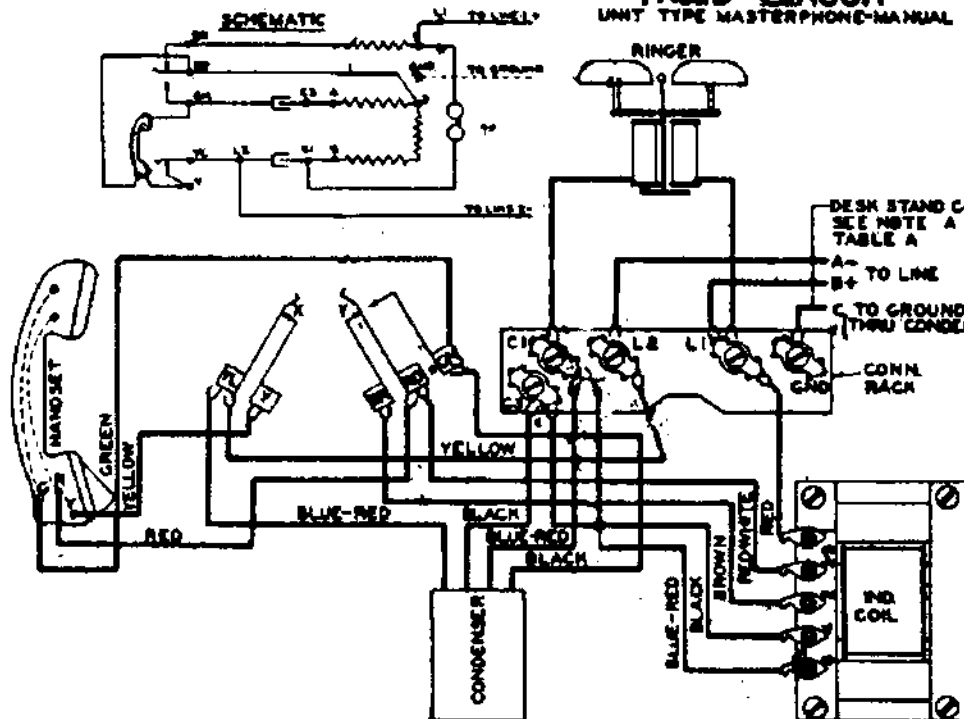 UNIT TYPE MASTERPHONE-MANUAL
SCHEMATIC
L1
TO LINE 1+
TO GROUND
L2
TO LINE 2-
RINGER
DESK STAND C
SEE NOTE A
TABLE A
A-
B+
TO LINE
C TO GROUND
THRU CONDE
CONN.
RACK
C1
L2
L1
GND
HANDSET
GREEN
YELLOW
RED
X
Y
YELLOW
BLUE-RED
BLACK
BLUE-RED
BLACK
CONDENSER
BLUE-RED
BLACK
BROWN
RED WHITE
RED
IND.
COIL